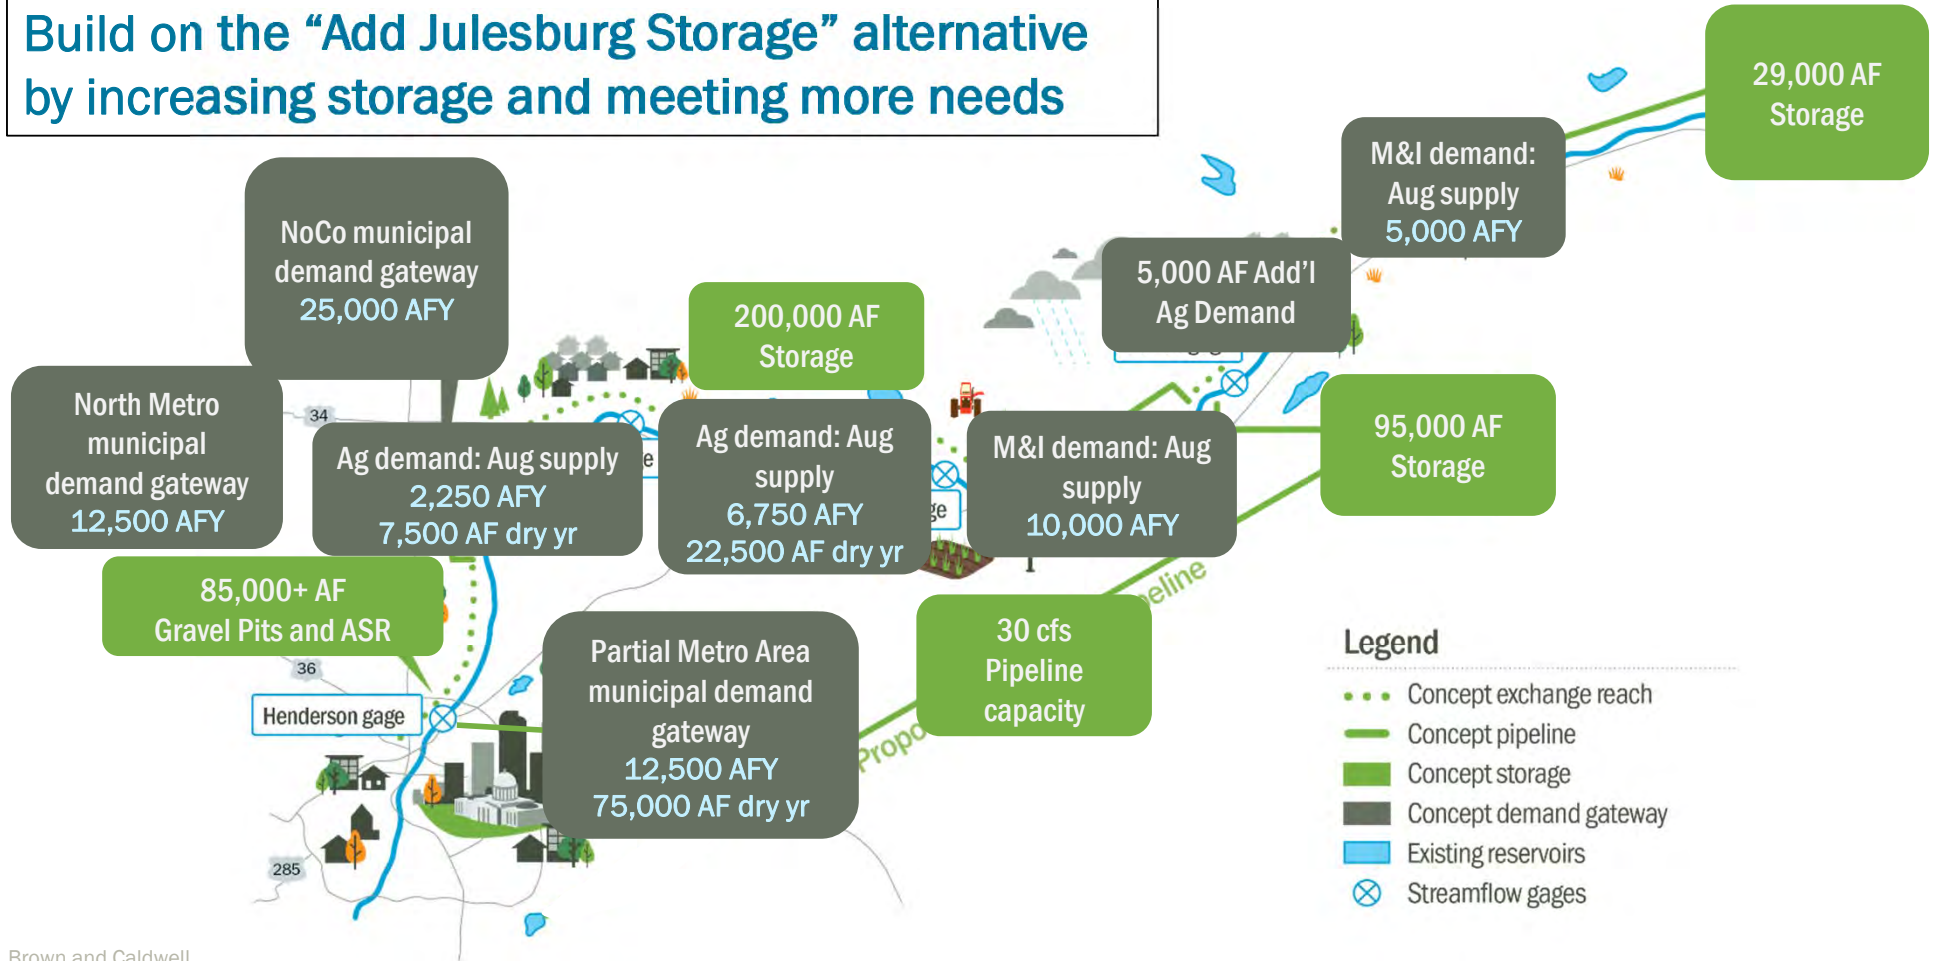 Build on the “Add Julesburg Storage” alternative
by increasing storage and meeting more needs
29,000 AF
Storage
M&I demand:
Aug supply
5,000 AFY
NoCo municipal
demand gateway
25,000 AFY
5,000 AF Add’l
Ag Demand
200,000 AF
Storage
North Metro
municipal
demand gateway
12,500 AFY
34
Ag demand: Aug supply
2,250 AFY
7,500 AF dry yr
Ag demand: Aug
supply
6,750 AFY
22,500 AF dry yr
M&I demand: Aug
supply
10,000 AFY
95,000 AF
Storage
85,000+ AF
Gravel Pits and ASR
36
Henderson gage
Partial Metro Area
municipal demand
gateway
12,500 AFY
75,000 AF dry yr
30 cfs
Pipeline
capacity
Propo
peline
285
Legend
Concept exchange reach
Concept pipeline
Concept storage
Concept demand gateway
Existing reservoirs
Streamflow gages
Brown and Caldwell